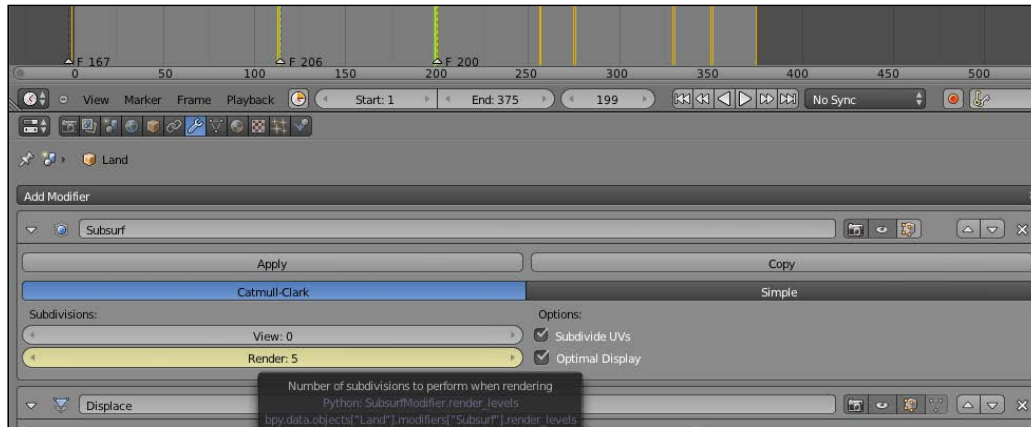 F 167 F 206 F 200
0 50 100 150 200 250 300 350 400 450 500
View Marker Frame Playback Start: 1 End: 375 199 No Sync
Land
Add Modifier
Subsurf
Apply Copy
Catmull-Clark Simple
Subdivisions: Options:
View: 0 Subdivide UVs
Render: 5 Optimal Display
Number of subdivisions to perform when rendering
Python: SubsurfModifier.render_levels
Displace
bpy.data.objects["Land"].modifiers["Subsurf"].render_levels